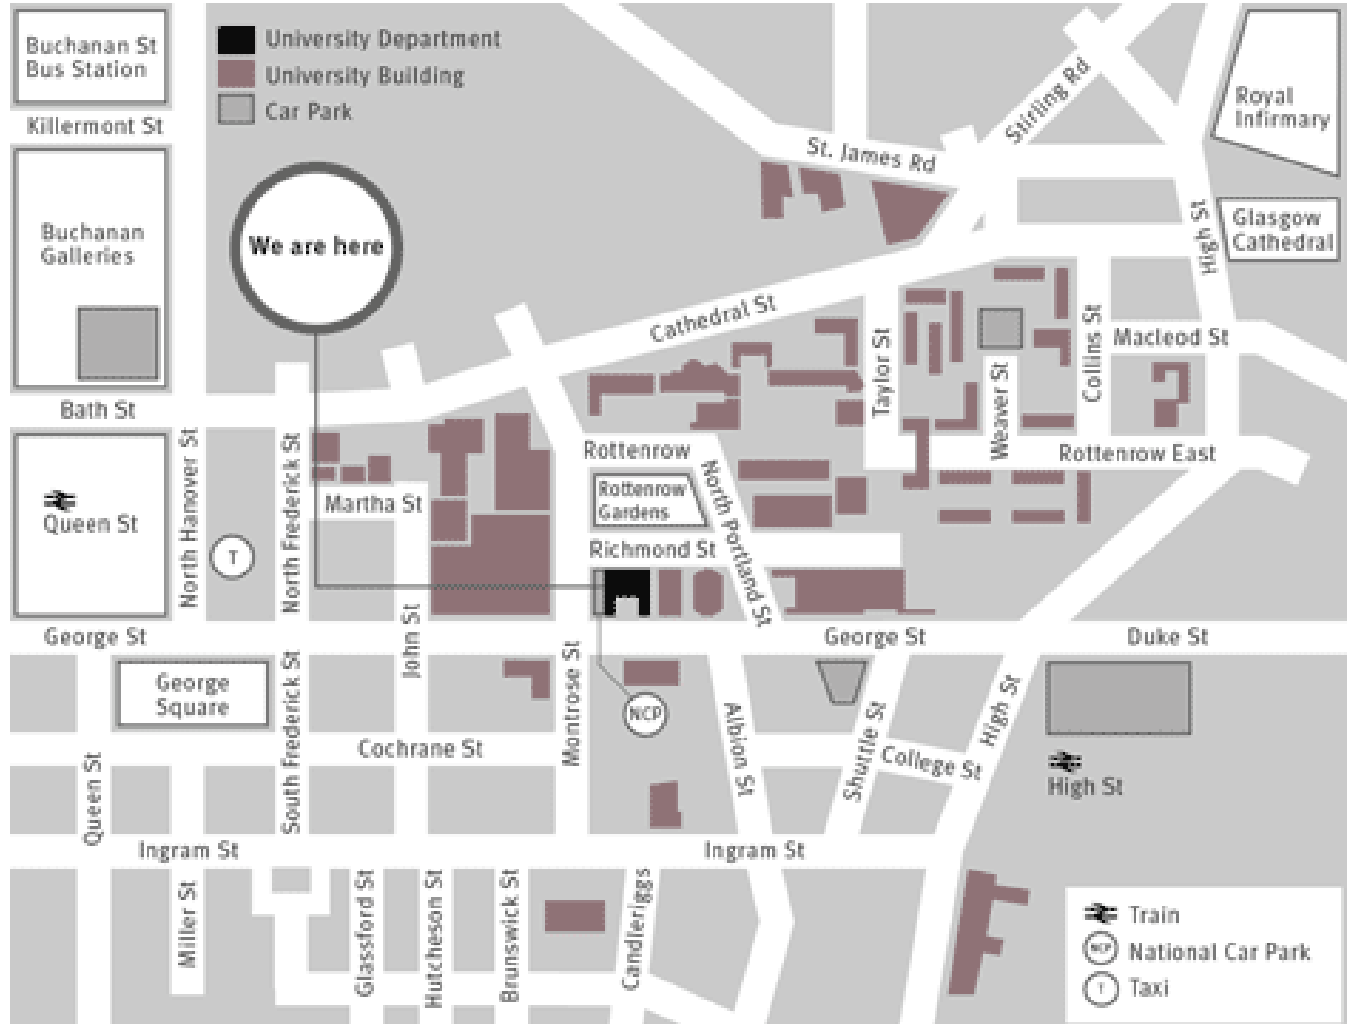 Buchanan St
Bus Station
University Department
University Building
Car Park
Killermont St
Royal
Infirmary
Stirling Rd
St. James Rd
Buchanan
Galleries
We are here
High St
Glasgow
Cathedral
Cathedral St
Taylor St
Collins St
Macleod St
Weaver St
Bath St
Rottenrow
Rottenrow East
North Hanover St
North Frederick St
Martha St
Rottenrow
Gardens
North Portland St
Queen St
T
Richmond St
George St
John St
George St
Duke St
George
Square
South Frederick St
Montrose St
NCP
Albion St
Shuttle St
High St
Cochrane St
College St
High St
Queen St
Ingram St
Ingram St
Miller St
Glassford St
Hutcheson St
Brunswick St
Candleriggs
Train
NCP
National Car Park
T
Taxi